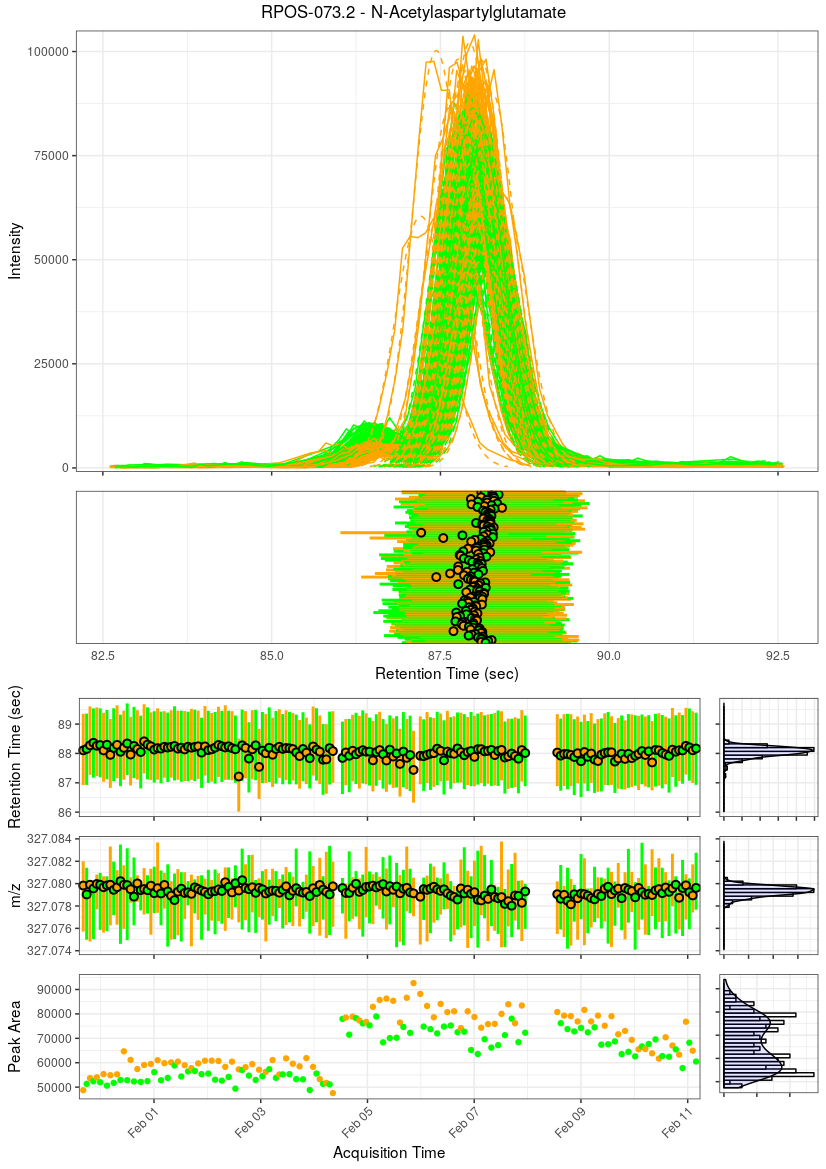 RPOS-073.2 - N-Acetylaspartylglutamate
100000
75000
50000
25000
0
Intensity
82.5 85.0 87.5 90.0 92.5
Retention Time (sec)
Retention Time (sec)
89
88
87
86
m/z
327.084
327.082
327.080
327.078
327.076
327.074
Peak Area
90000
80000
70000
60000
50000
Feb 01 Feb 03 Feb 05 Feb 07 Feb 09 Feb 11
Acquisition Time